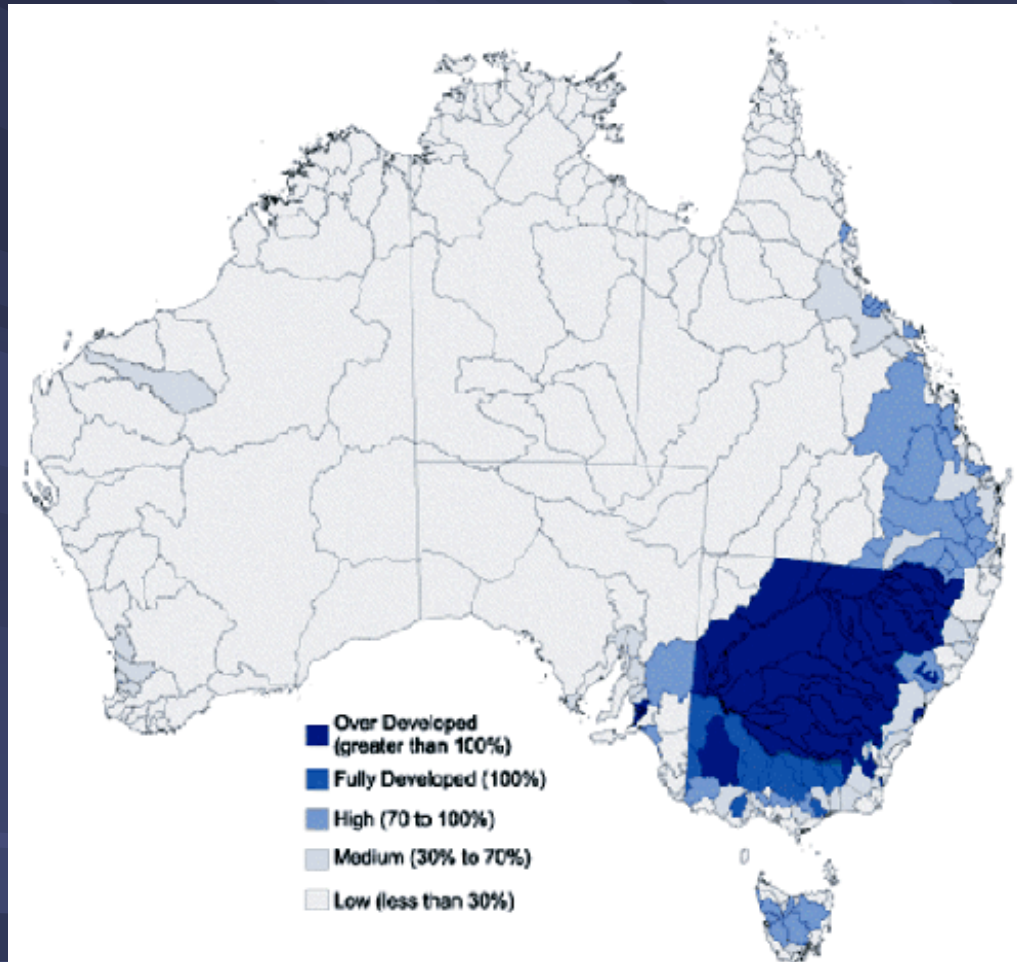 Over Developed
(greater than 100%)
Fully Developed (100%)
High (70 to 100%)
Medium (30% to 70%)
Low (less than 30%)